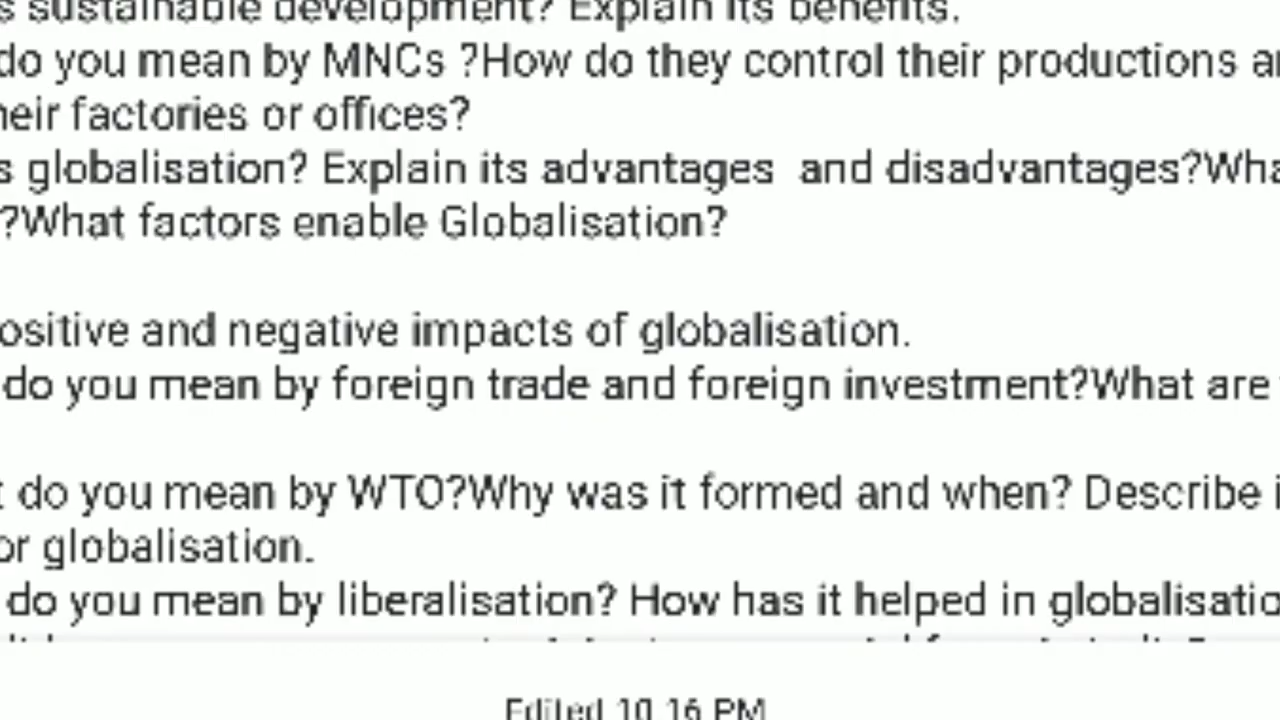 s sustainable development? Explain its benefits.
do you mean by MNCs ?How do they control their productions
heir factories or offices?
s globalisation? Explain its advantages and disadvantages?Wha
?What factors enable Globalisation?
ositive and negative impacts of globalisation.
do you mean by foreign trade and foreign investment?What are
t do you mean by WTO?Why was it formed and when? Describe
or globalisation.
do you mean by liberalisation? How has it helped in globalisatio
Edited 10 16 PM